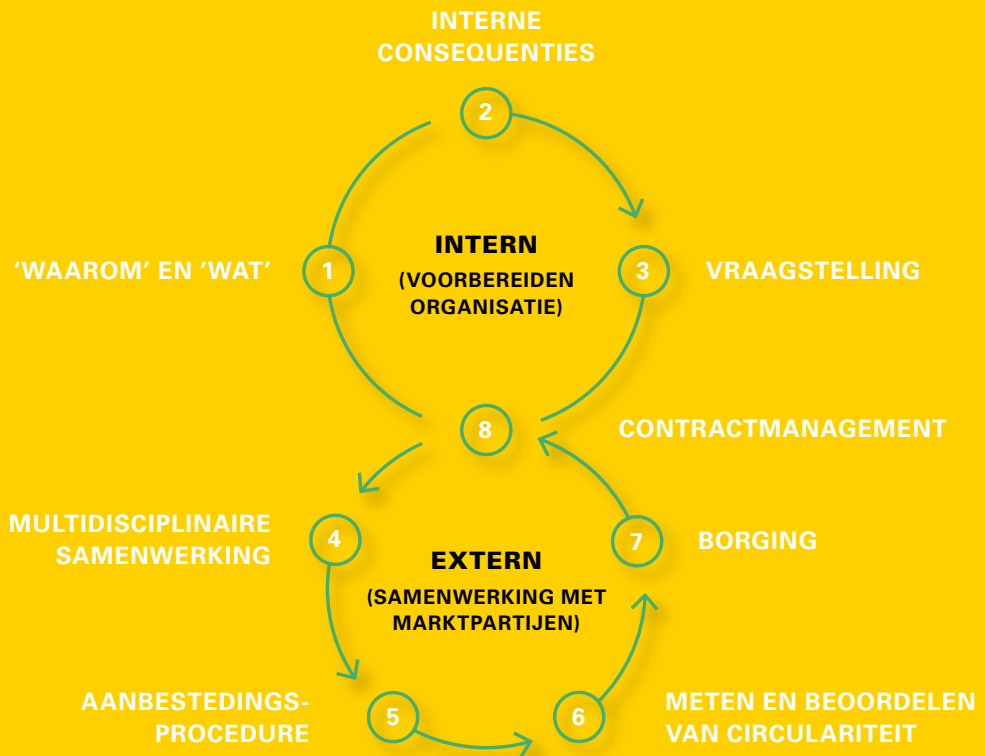 INTERNE
CONSEQUENTIES
2
INTERN
(VOORBEREIDEN
ORGANISATIE)
'WAAROM' EN 'WAT'
1
3
VRAAGSTELLING
8
CONTRACTMANAGEMENT
MULTIDISCIPLINAIRE
SAMENWERKING
4
EXTERN
(SAMENWERKING MET
MARKTPARTIJEN)
7
BORGING
AANBESTEDINGS-
PROCEDURE
5
6
METEN EN BEOORDELEN
VAN CIRCULARITEIT